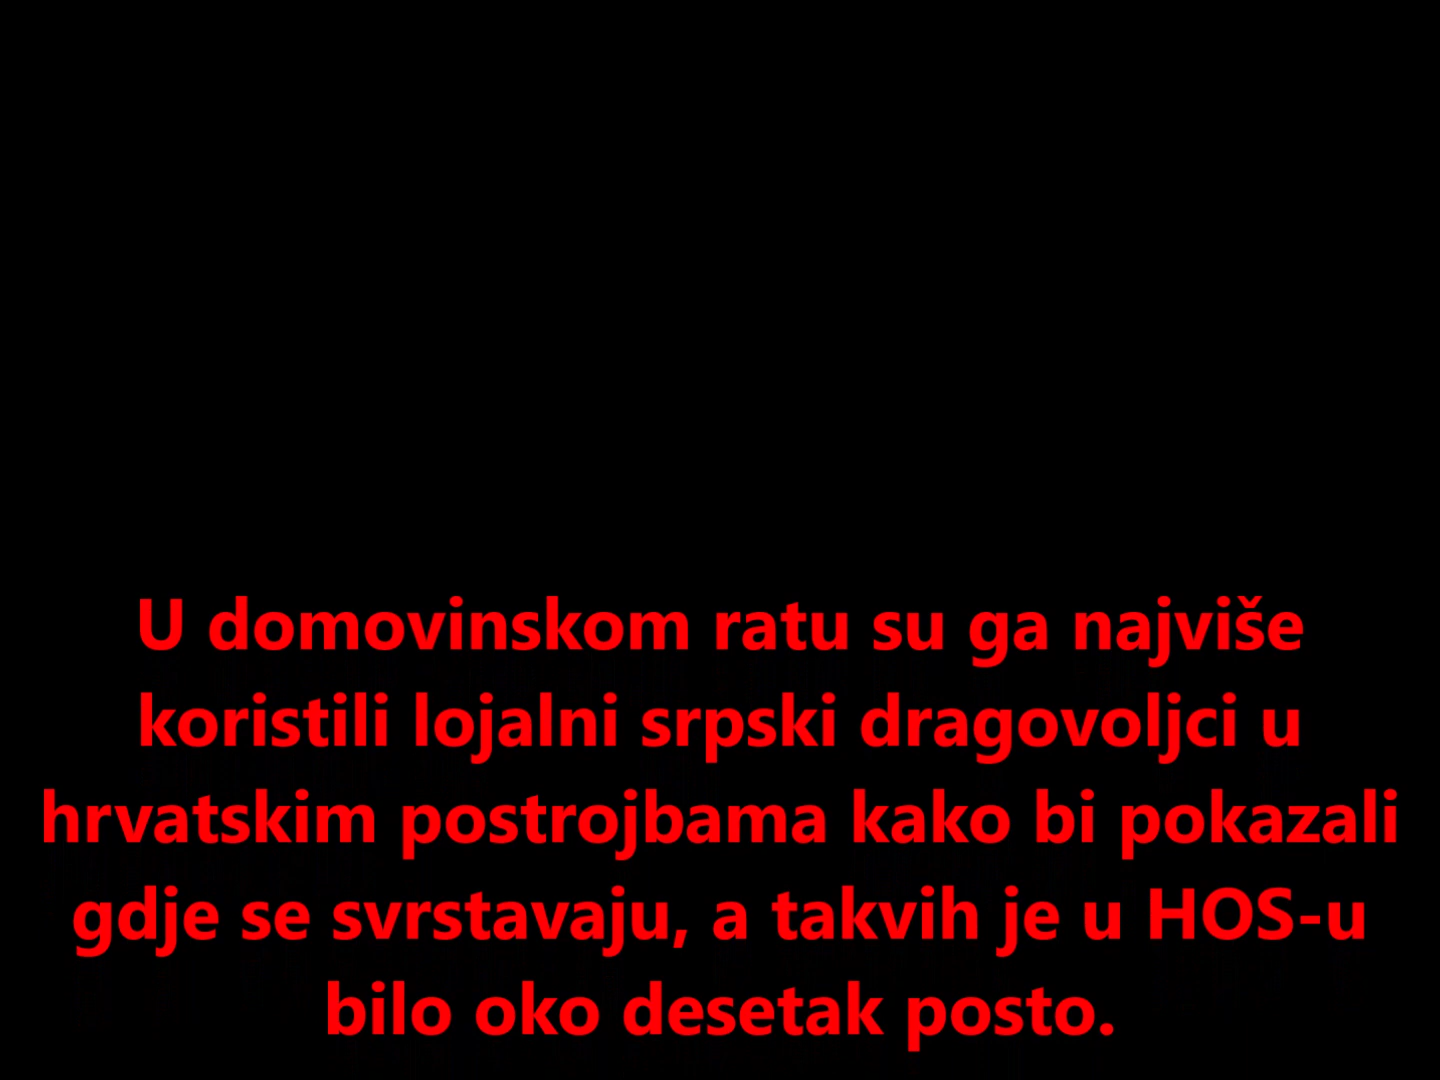 U domovinskom ratu su ga najviše
koristili lojalni srpski dragovoljci u
hrvatskim postrojbama kako bi pokazali
gdje se svrstavaju, a takvih je u HOS-u
bilo oko desetak posto.